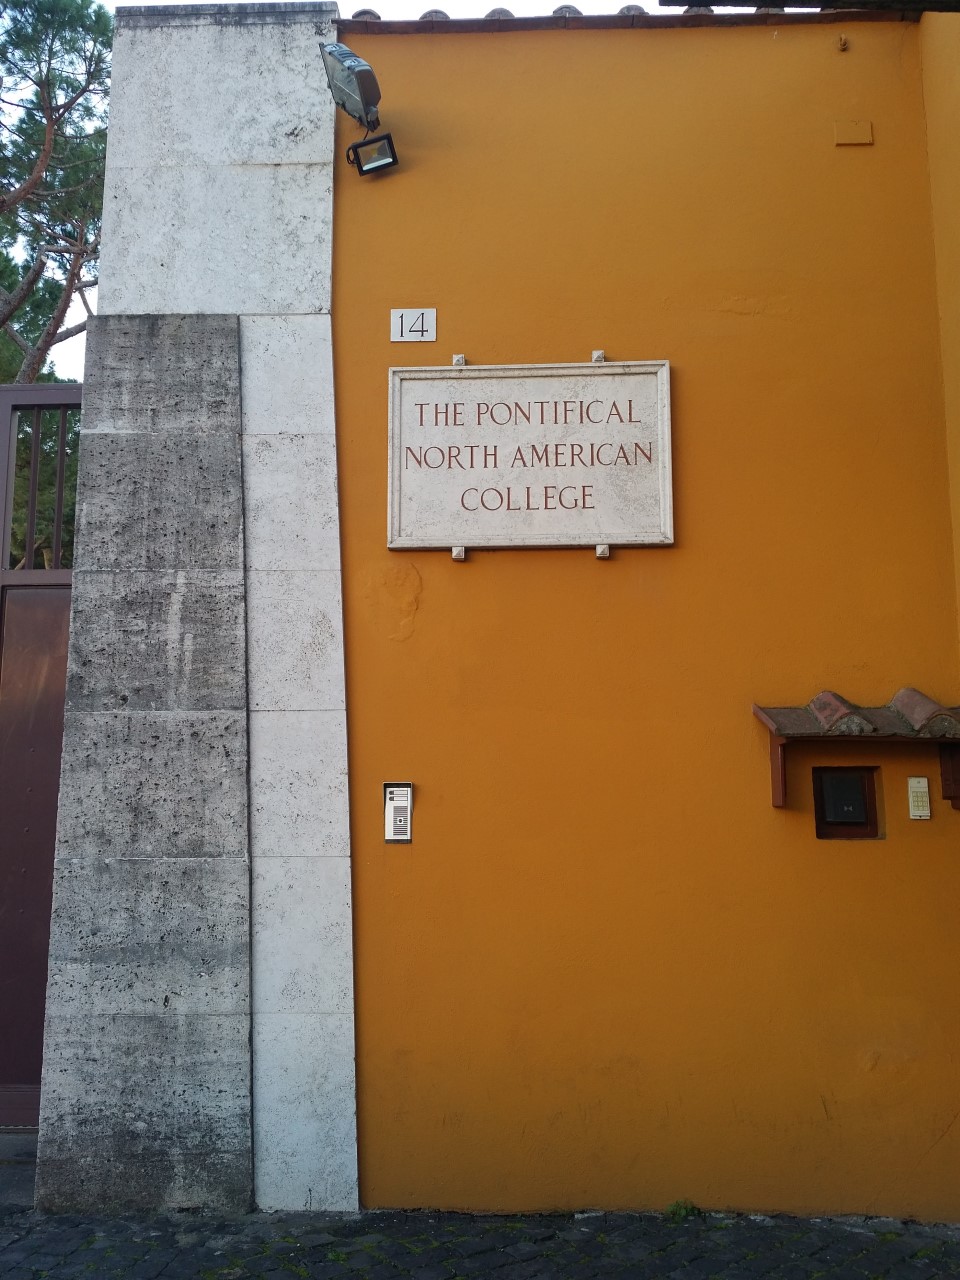 14
THE PONTIFICAL
NORTH AMERICAN
COLLEGE